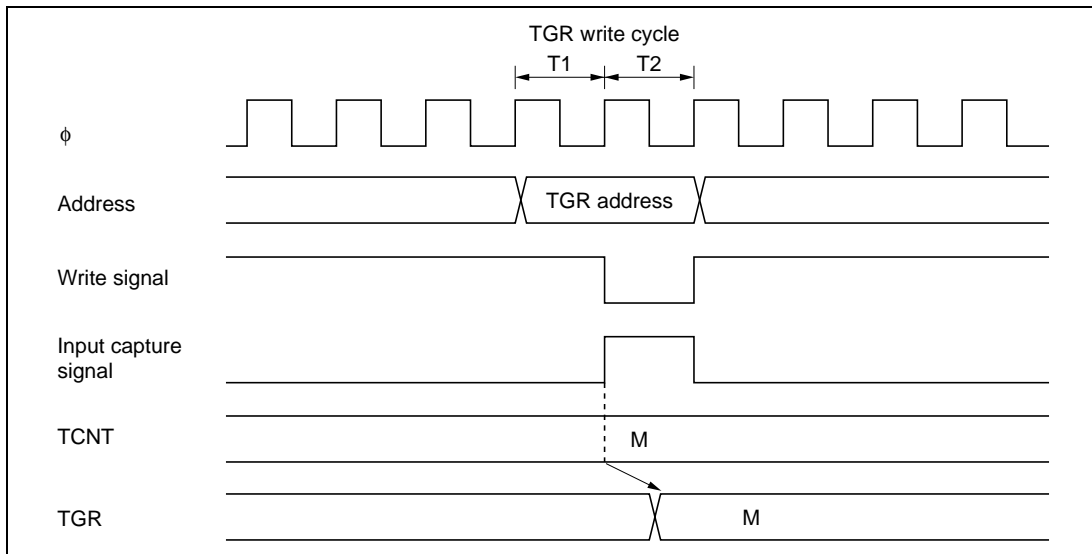 TGR write cycle
T1 T2
ϕ
Address
TGR address
Write signal
Input capture
signal
TCNT
M
TGR
M